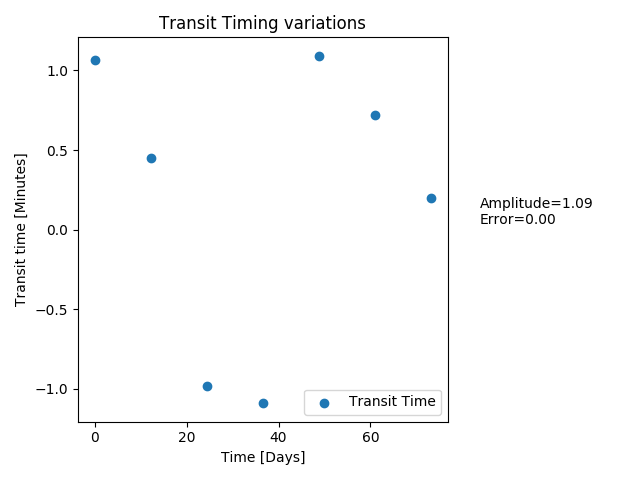 Transit Timing variations
Transit time [Minutes]
1.0
0.5
0.0
−0.5
−1.0
Amplitude=1.09
Error=0.00
Transit Time
0
20
40
60
Time [Days]